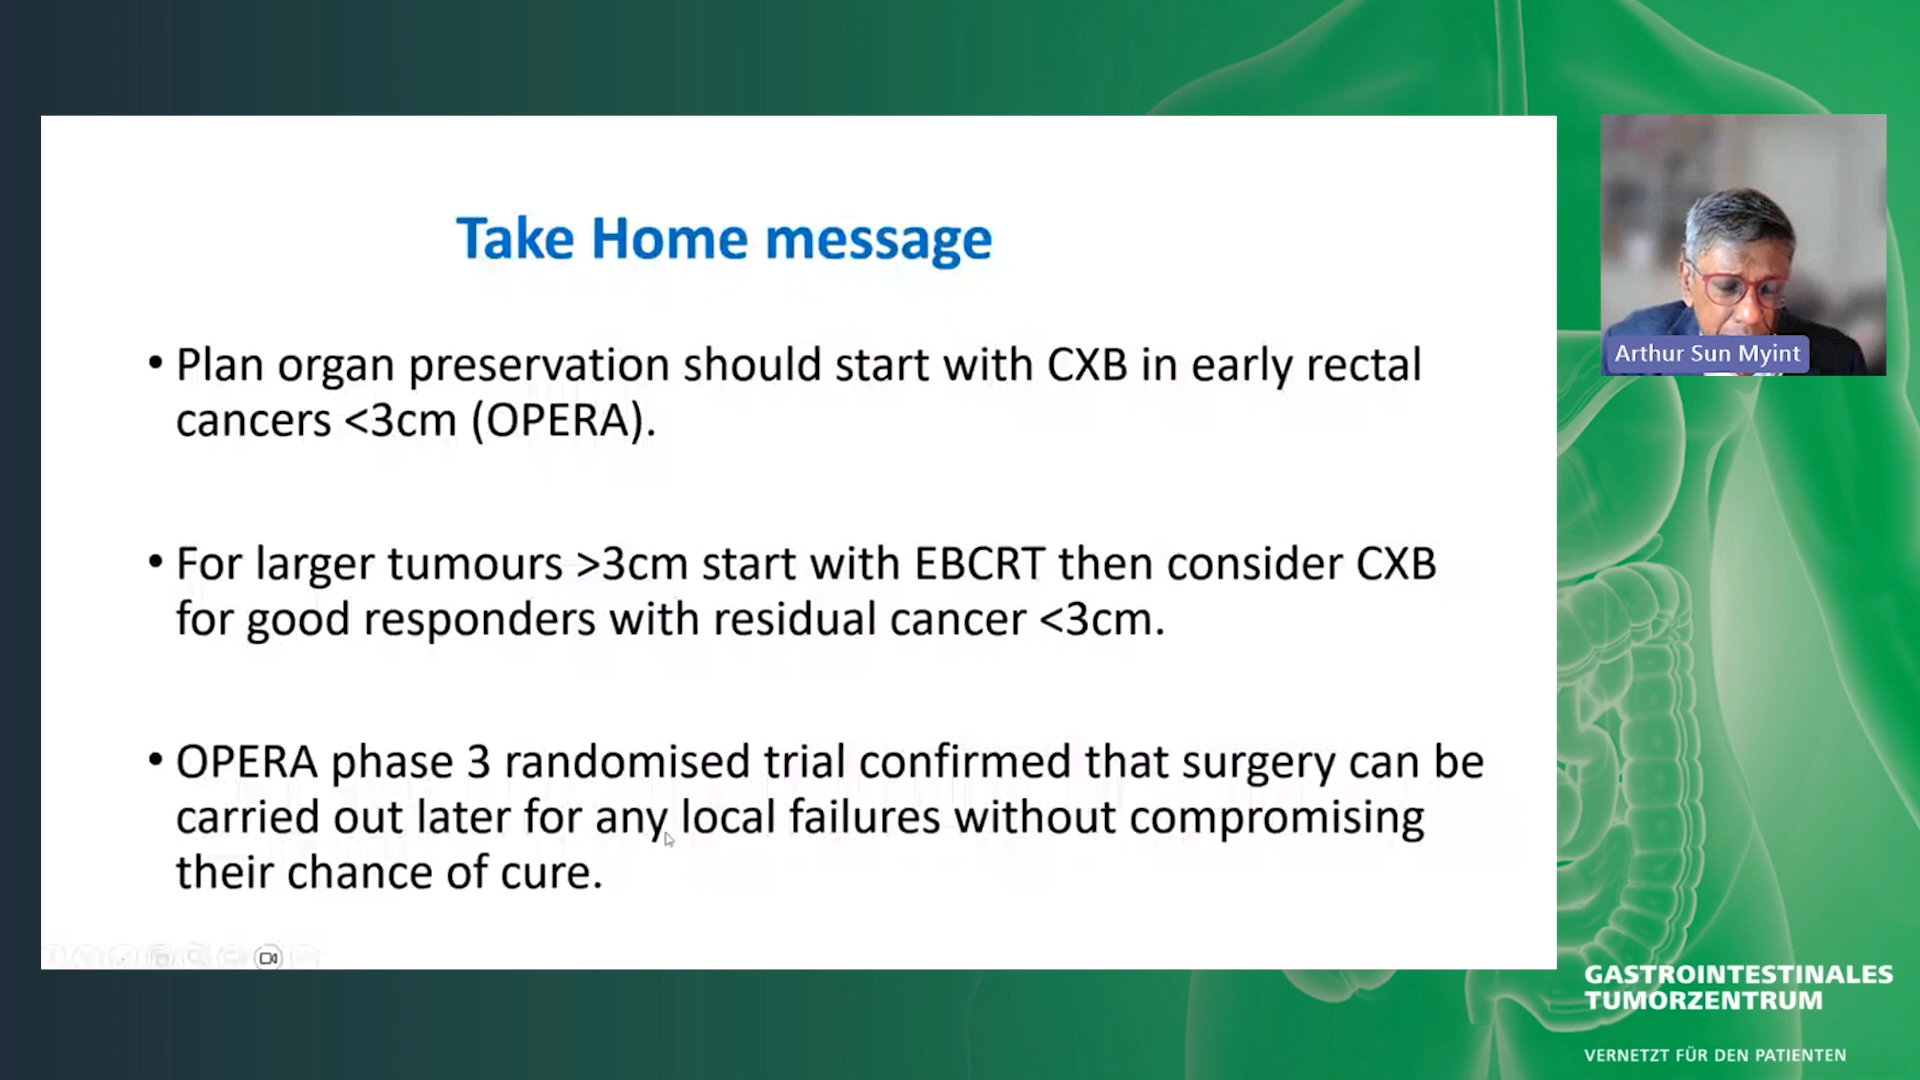 Take Home message
• Plan organ preservation should start with CXB in early rectal
cancers <3cm (OPERA).
• For larger tumours >3cm start with EBCRT then consider CXB
for good responders with residual cancer <3cm.
• OPERA phase 3 randomised trial confirmed that surgery can be
carried out later for any local failures without compromising
their chance of cure.
Arthur Sun Myint
GASTROINTESTINALES
TUMORZENTRUM
VERNETZT FÜR DEN PATIENTEN